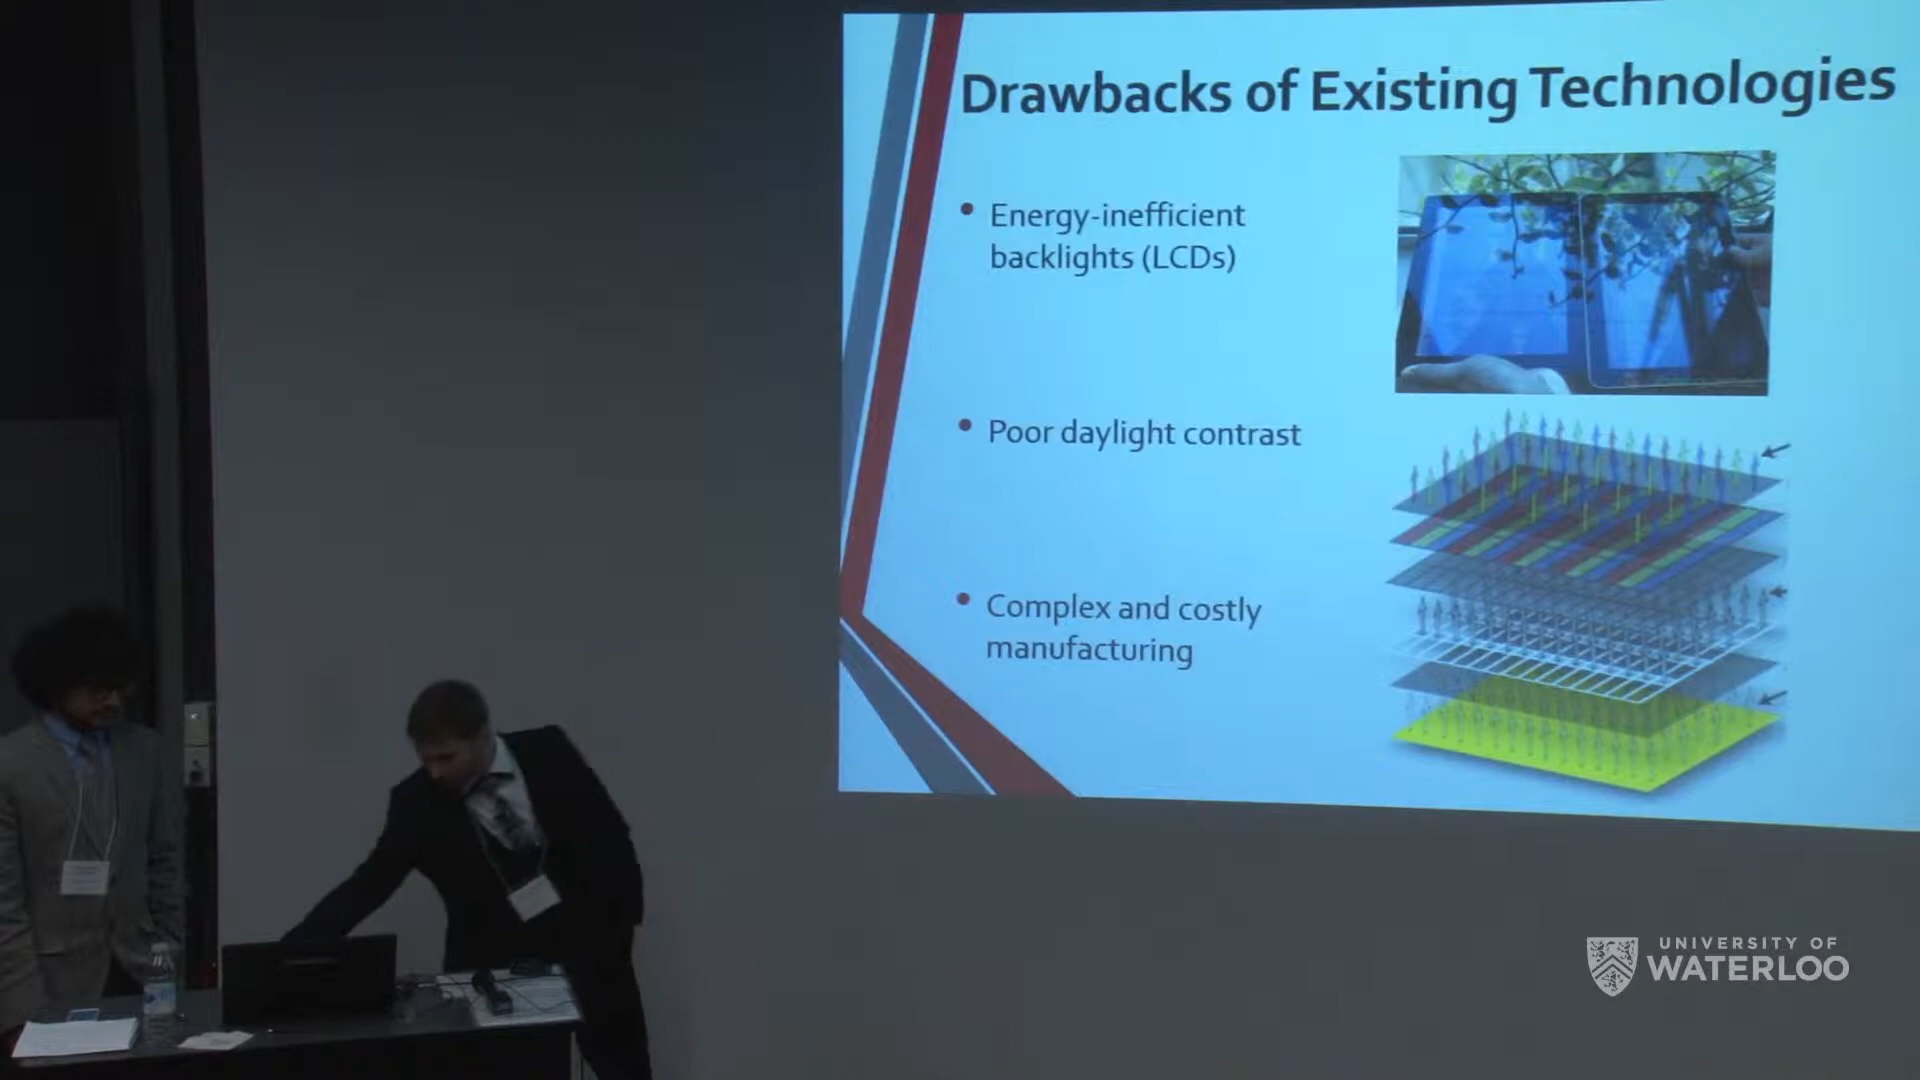 Drawbacks of Existing Technologies
• Energy-inefficient
backlights (LCDs)
• Poor daylight contrast
• Complex and costly
manufacturing
UNIVERSITY OF
WATERLOO